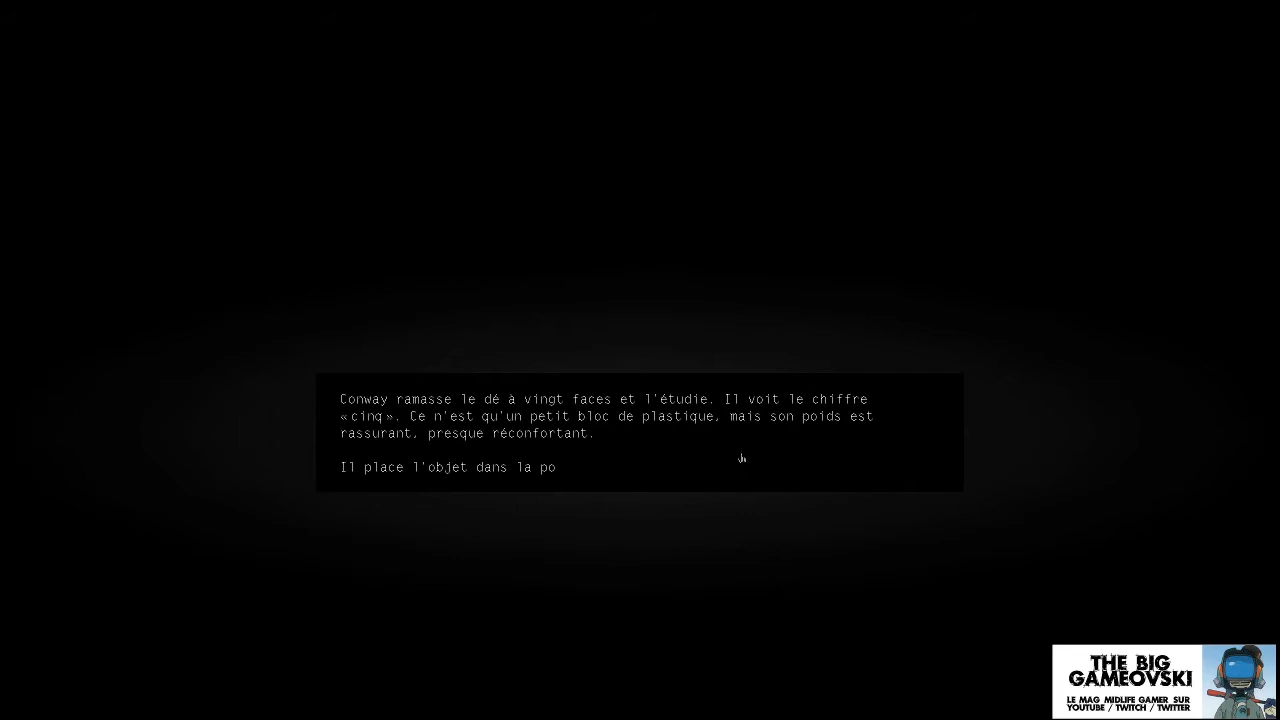 Conway ramasse le dé à vingt faces et l'étudie. Il voit le chiffre
«cinq». Ce n'est qu'un petit bloc de plastique, mais son poids est
rassurant, presque réconfortant.
Il place l'objet dans la po
THE BIG
GAMEOVSKI
LE MAG MIDLIFE GAMER SUR
YOUTUBE / TWITCH / TWITTER